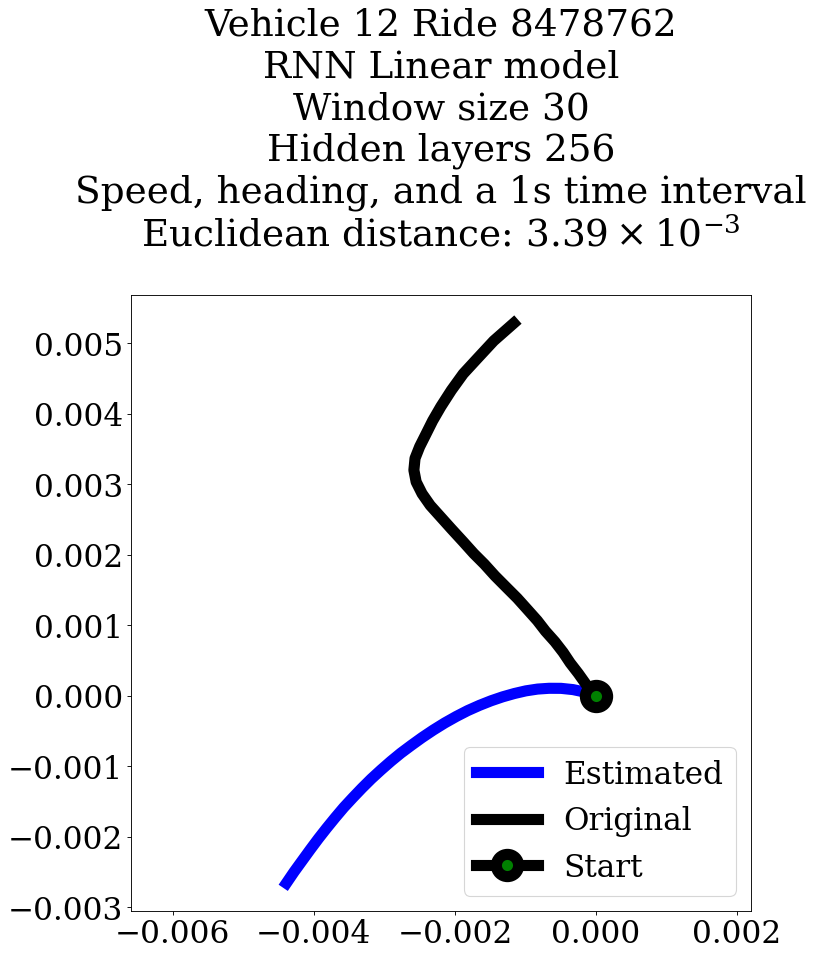 Vehicle 12 Ride 8478762
RNN Linear model
Window size 30
Hidden layers 256
Speed, heading, and a 1s time interval
Euclidean distance: 3.39 × 10⁻³
0.005
0.004
0.003
0.002
0.001
0.000
−0.001
−0.002
−0.003
Estimated
Original
Start
−0.006 −0.004 −0.002 0.000 0.002